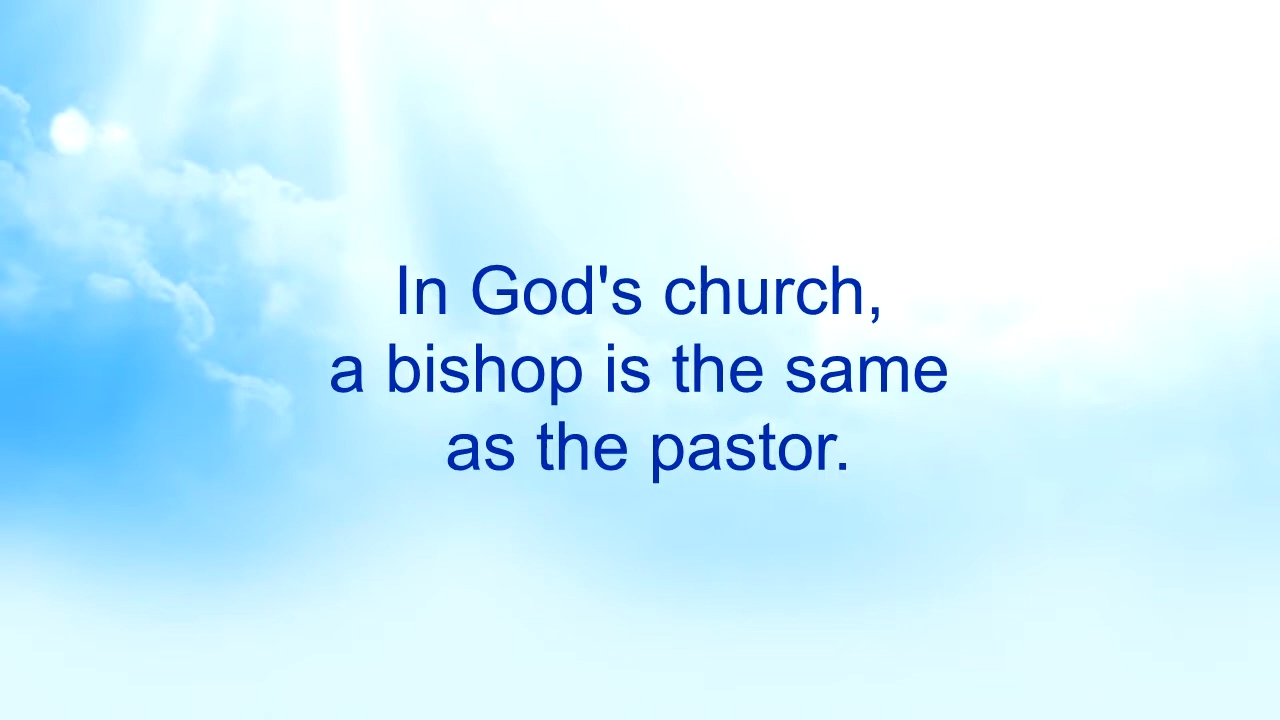 In God's church,
a bishop is the same
as the pastor.